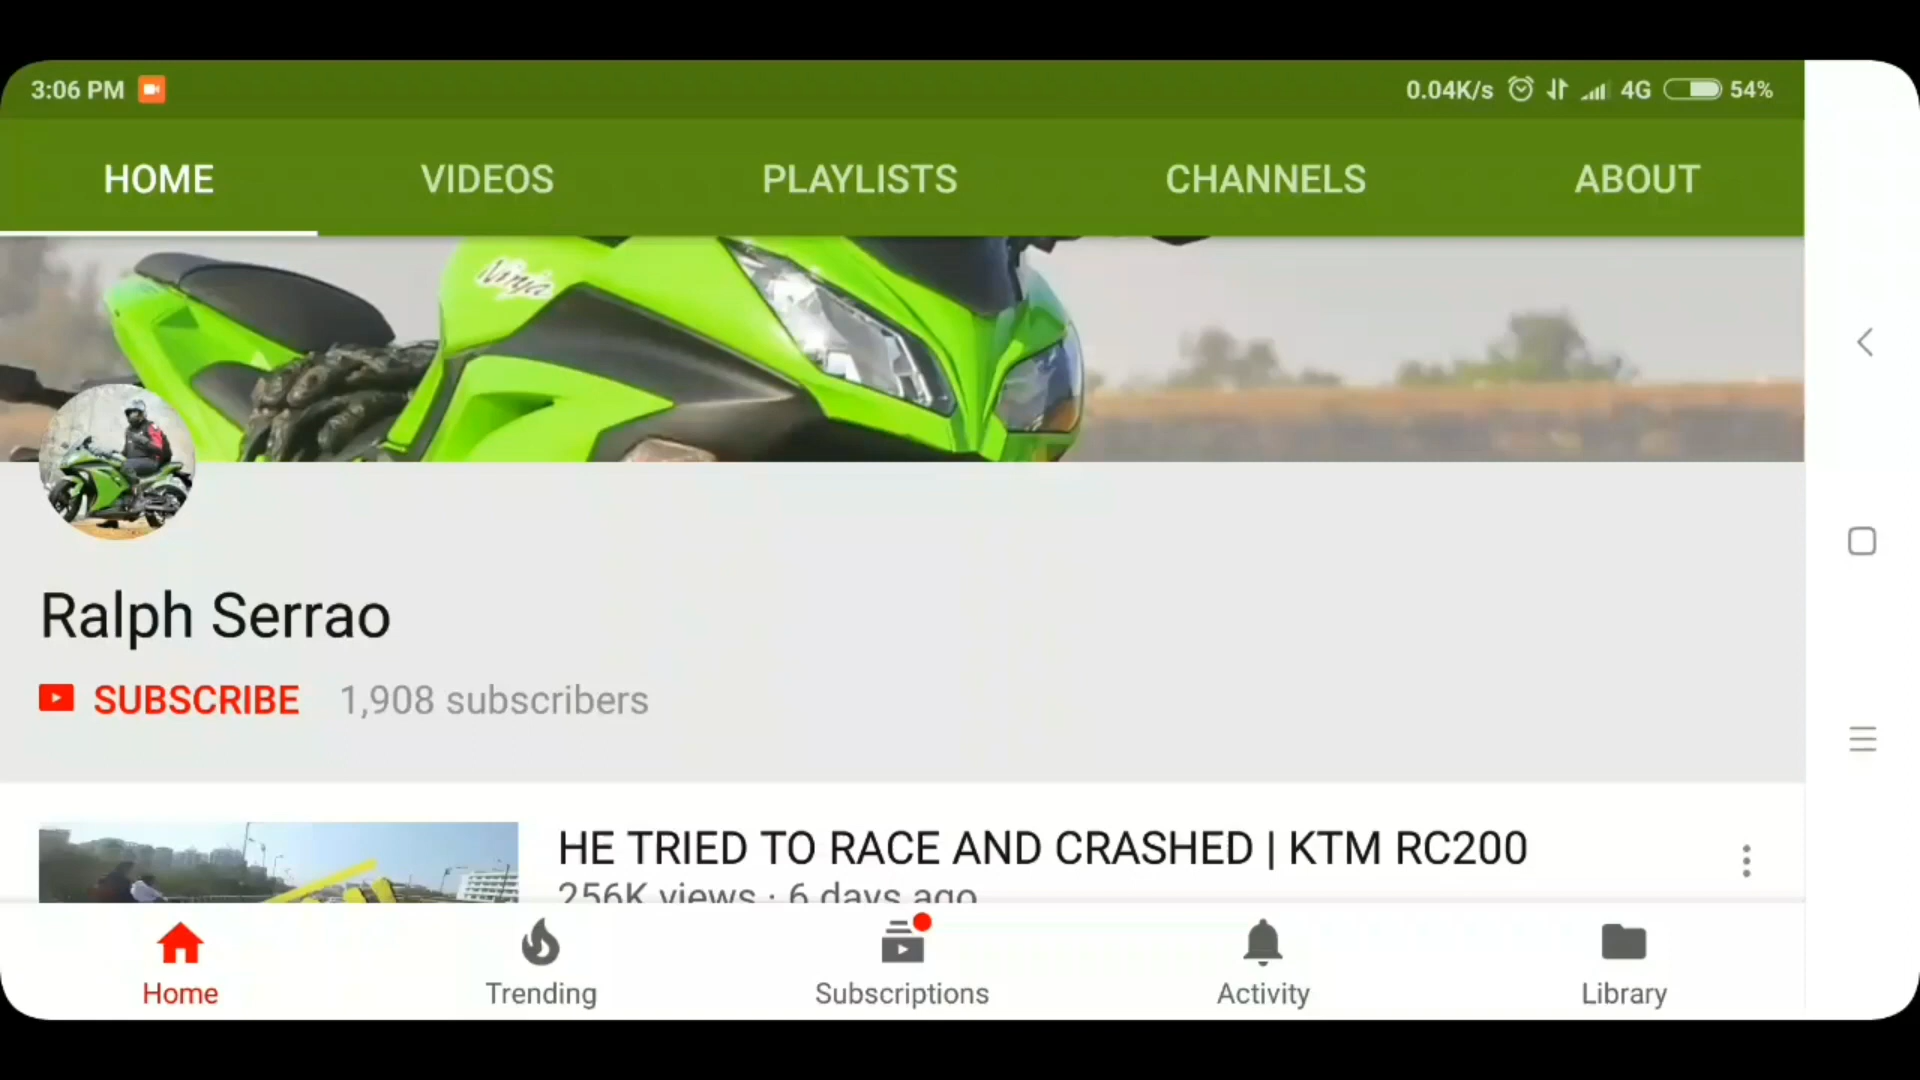 3:06 PM 0.04K/s 4G 54%
HOME VIDEOS PLAYLISTS CHANNELS ABOUT
Ninja
Ralph Serrao
SUBSCRIBE 1,908 subscribers
HE TRIED TO RACE AND CRASHED | KTM RC200
256K views · 6 days ago
Home Trending Subscriptions Activity Library